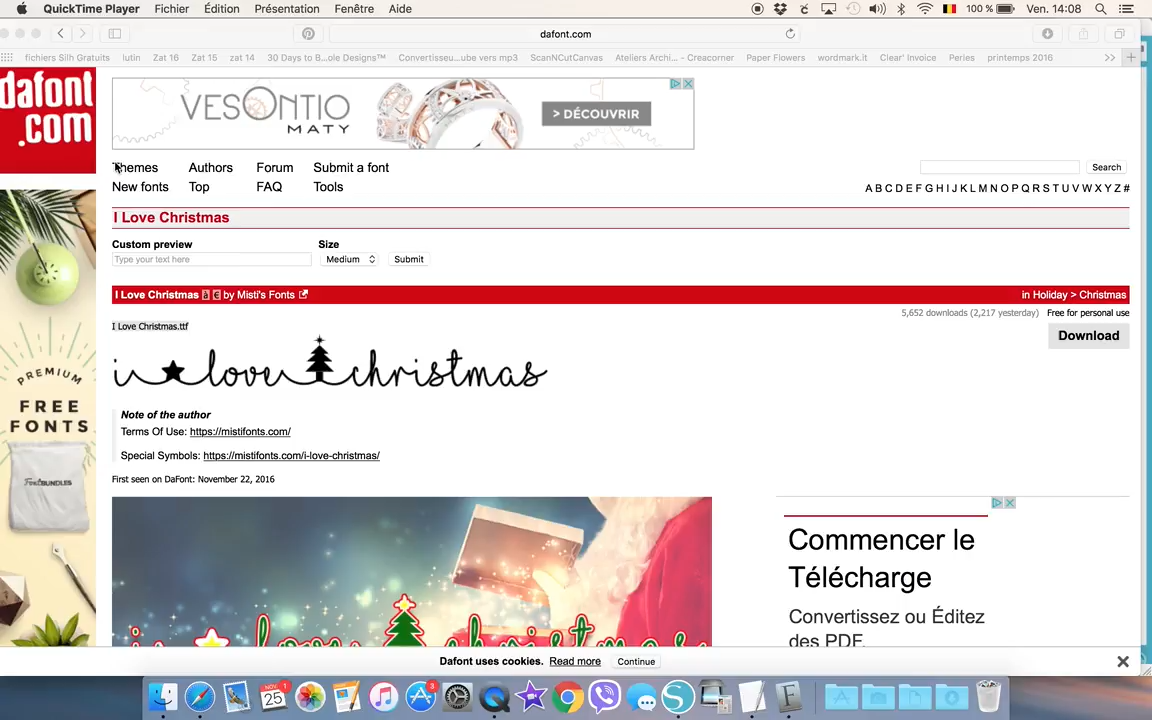 QuickTime Player Fichier Édition Présentation Fenêtre Aide 100 % Ven. 14:08
dafont.com
fichiers Silh Gratuits lutin Zat 16 Zat 15 zat 14 30 Days to B...ole Designs™ Convertisseu...ube vers mp3 ScanNCutCanvas Ateliers Archi... - Creacorner Paper Flowers wordmark.it Clear' Invoice Perles printemps 2016 >>
dafont
.com
VESONTIO
MATY
> DÉCOUVRIR
Themes Authors Forum Submit a font
Search
New fonts Top FAQ Tools
A B C D E F G H I J K L M N O P Q R S T U V W X Y Z #
I Love Christmas
Custom preview Size
Type your text here Medium Submit
I Love Christmas à € by Misti's Fonts in Holiday > Christmas
5,652 downloads (2,217 yesterday) Free for personal use
I Love Christmas.ttf
Download
i love christmas
Note of the author
Terms Of Use: https://mistifonts.com/
Special Symbols: https://mistifonts.com/i-love-christmas/
First seen on DaFont: November 22, 2016
PREMIUM
FREE
FONTS
FONTBUNDLES
i love christmas
Commencer le
Télécharge
Convertissez ou Éditez
des PDF.
Dafont uses cookies. Read more Continue
NOV
25
1
3